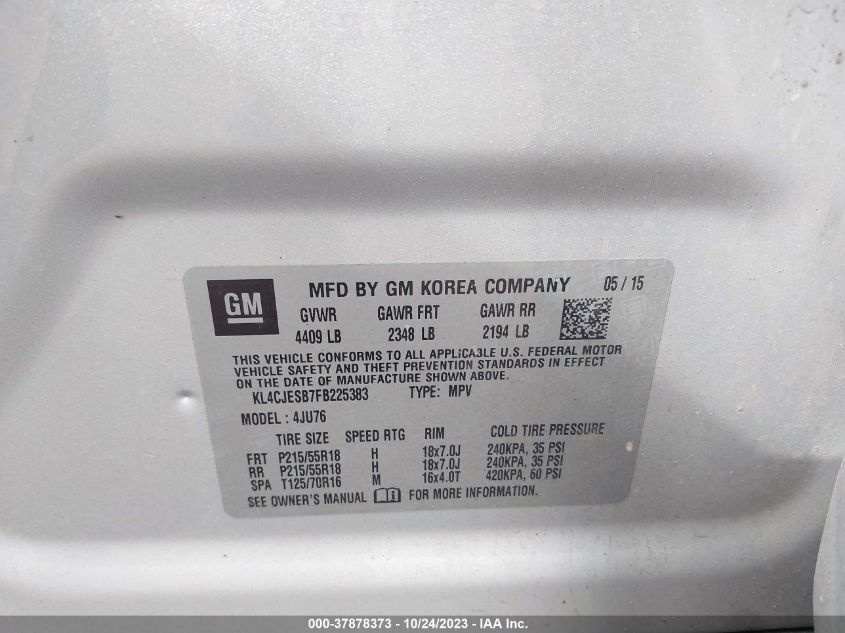 GM
MFD BY GM KOREA COMPANY 05 / 15
GVWR GAWR FRT GAWR RR
4409 LB 2348 LB 2194 LB
THIS VEHICLE CONFORMS TO ALL APPLICA3LE U.S. FEDERAL MOTOR
VEHICLE SAFETY AND THEFT PREVENTION STANDARDS IN EFFECT
ON THE DATE OF MANUFACTURE SHOWN ABOVE.
KL4CJESB7FB225383 TYPE: MPV
MODEL : 4JU76
TIRE SIZE SPEED RTG RIM COLD TIRE PRESSURE
FRT P215/55R18 H 18x7.0J 240KPA, 35 PSI
RR P215/55R18 H 18x7.0J 240KPA, 35 PSI
SPA T125/70R16 M 16x4.0T 420KPA, 60 PSI
SEE OWNER'S MANUAL FOR MORE INFORMATION.
000-37878373 - 10/24/2023 - IAA Inc.